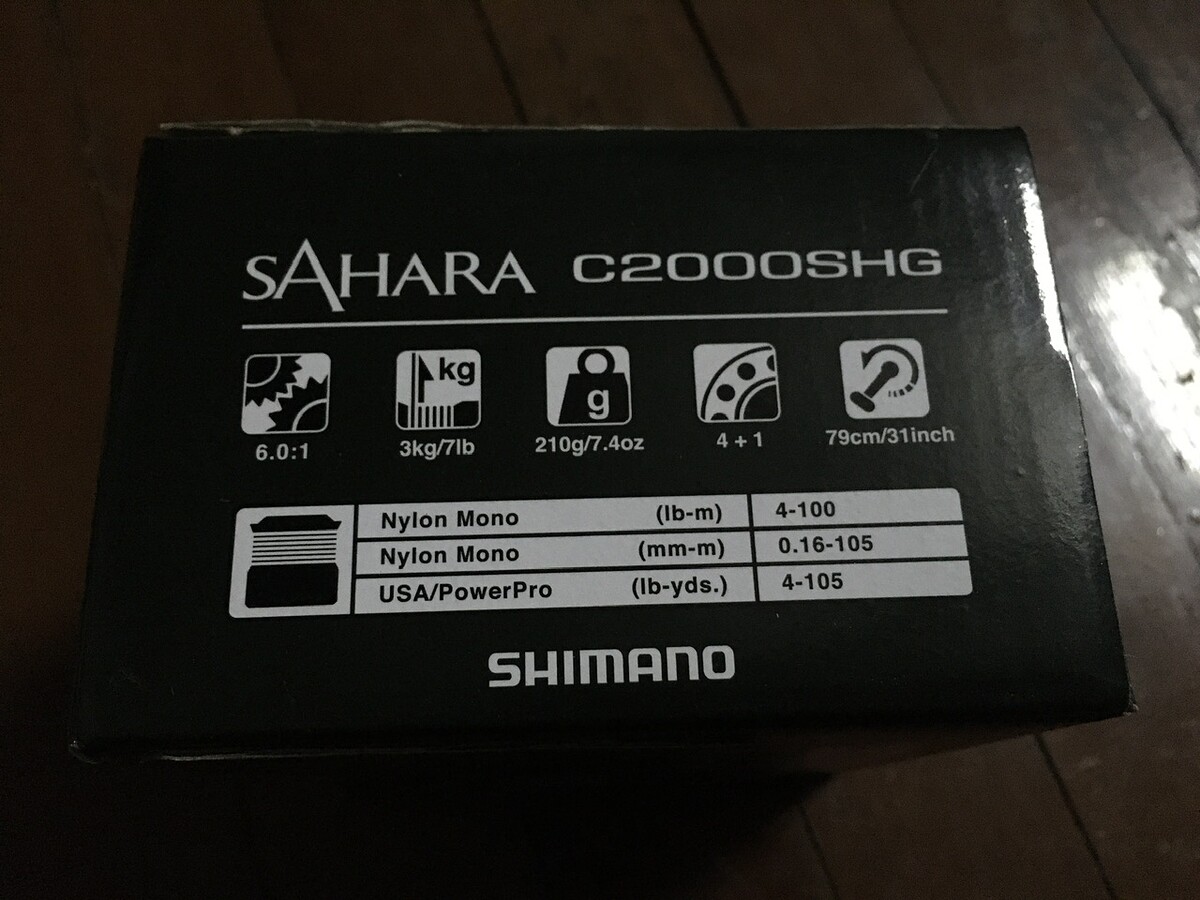 SAHARA C2000SHG
kg
g
6.0:1 3kg/7lb 210g/7.4oz 4 + 1 79cm/31inch
Nylon Mono (lb-m) 4-100
Nylon Mono (mm-m) 0.16-105
USA/PowerPro (lb-yds.) 4-105
SHIMANO